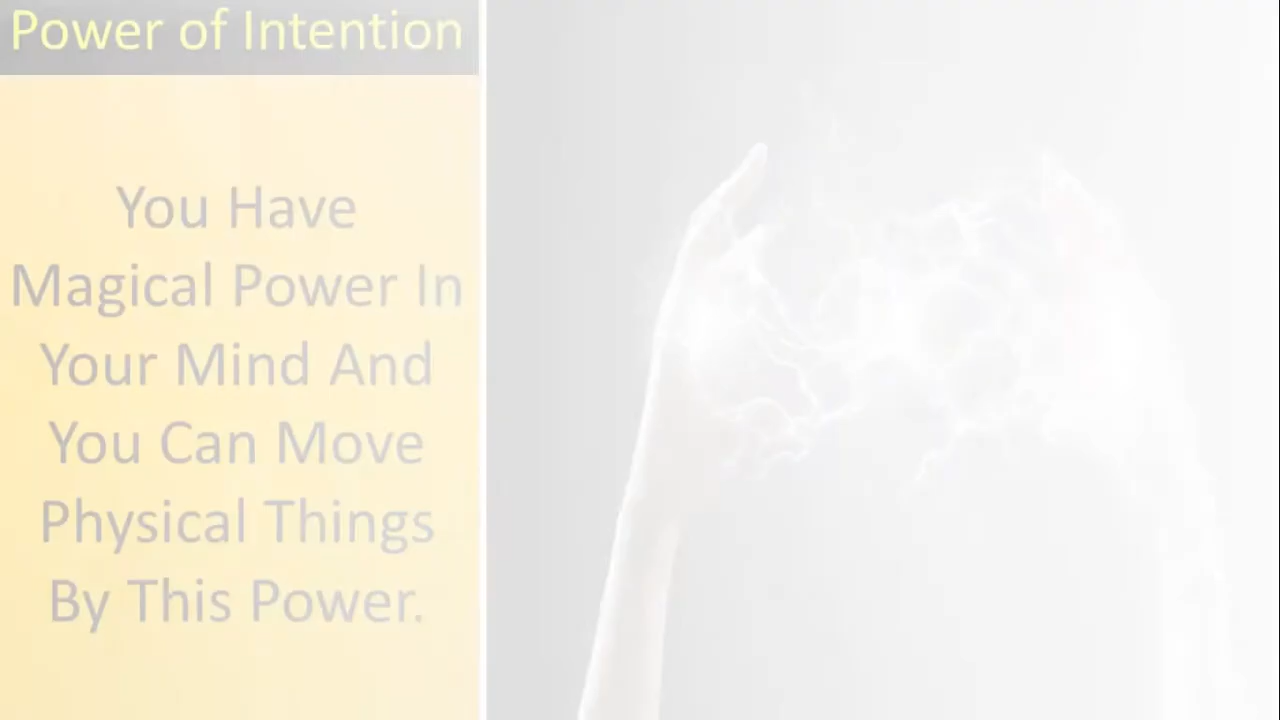 Power of Intention
You Have
Magical Power In
Your Mind And
You Can Move
Physical Things
By This Power.